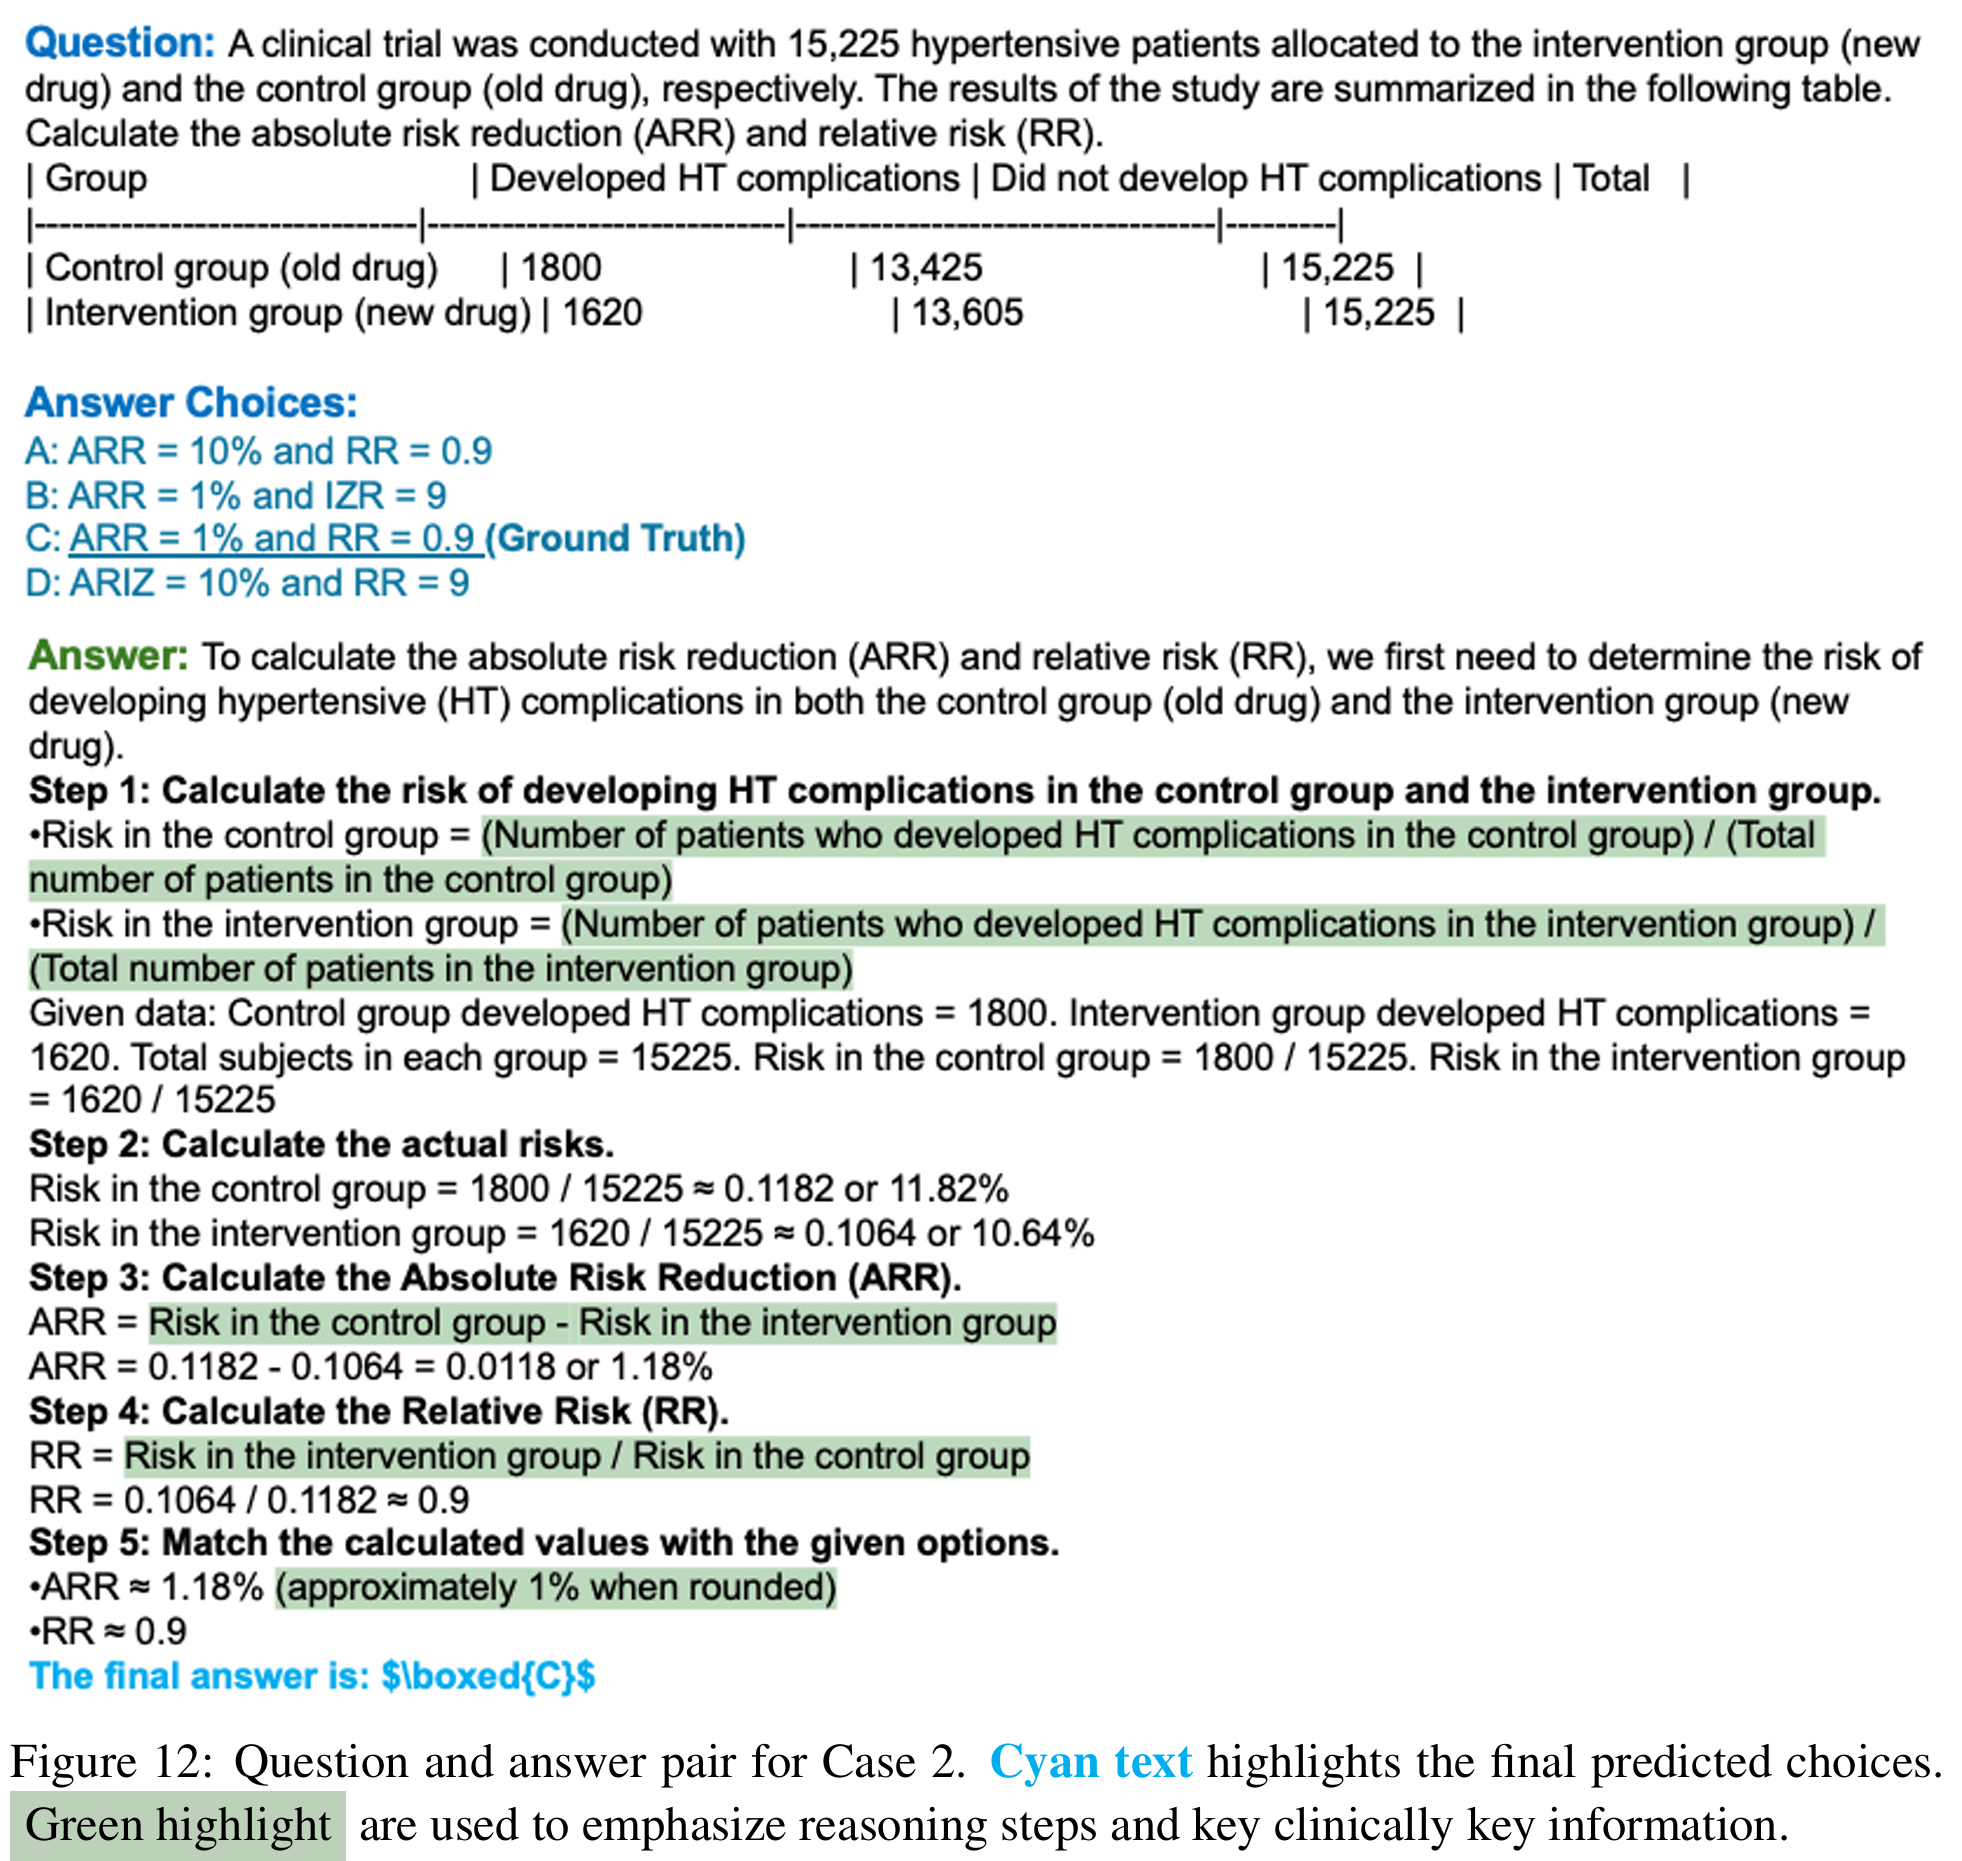 Question: A clinical trial was conducted with 15,225 hypertensive patients allocated to the intervention group (new
drug) and the control group (old drug), respectively. The results of the study are summarized in the following table.
Calculate the absolute risk reduction (ARR) and relative risk (RR).
| Group | Developed HT complications | Did not develop HT complications | Total |
|-------------------------------|-----------------------------|----------------------------------|---------|
| Control group (old drug) | 1800 | 13,425 | 15,225 |
| Intervention group (new drug) | 1620 | 13,605 | 15,225 |
Answer Choices:
A: ARR = 10% and RR = 0.9
B: ARR = 1% and IZR = 9
C: ARR = 1% and RR = 0.9 (Ground Truth)
D: ARIZ = 10% and RR = 9
Answer: To calculate the absolute risk reduction (ARR) and relative risk (RR), we first need to determine the risk of
developing hypertensive (HT) complications in both the control group (old drug) and the intervention group (new
drug).
Step 1: Calculate the risk of developing HT complications in the control group and the intervention group.
•Risk in the control group = (Number of patients who developed HT complications in the control group) / (Total
number of patients in the control group)
•Risk in the intervention group = (Number of patients who developed HT complications in the intervention group) /
(Total number of patients in the intervention group)
Given data: Control group developed HT complications = 1800. Intervention group developed HT complications =
1620. Total subjects in each group = 15225. Risk in the control group = 1800 / 15225. Risk in the intervention group
= 1620 / 15225
Step 2: Calculate the actual risks.
Risk in the control group = 1800 / 15225 ≈ 0.1182 or 11.82%
Risk in the intervention group = 1620 / 15225 ≈ 0.1064 or 10.64%
Step 3: Calculate the Absolute Risk Reduction (ARR).
ARR = Risk in the control group - Risk in the intervention group
ARR = 0.1182 - 0.1064 = 0.0118 or 1.18%
Step 4: Calculate the Relative Risk (RR).
RR = Risk in the intervention group / Risk in the control group
RR = 0.1064 / 0.1182 ≈ 0.9
Step 5: Match the calculated values with the given options.
•ARR ≈ 1.18% (approximately 1% when rounded)
•RR ≈ 0.9
The final answer is: $\boxed{C}$
Figure 12: Question and answer pair for Case 2. Cyan text highlights the final predicted choices.
Green highlight are used to emphasize reasoning steps and key clinically key information.